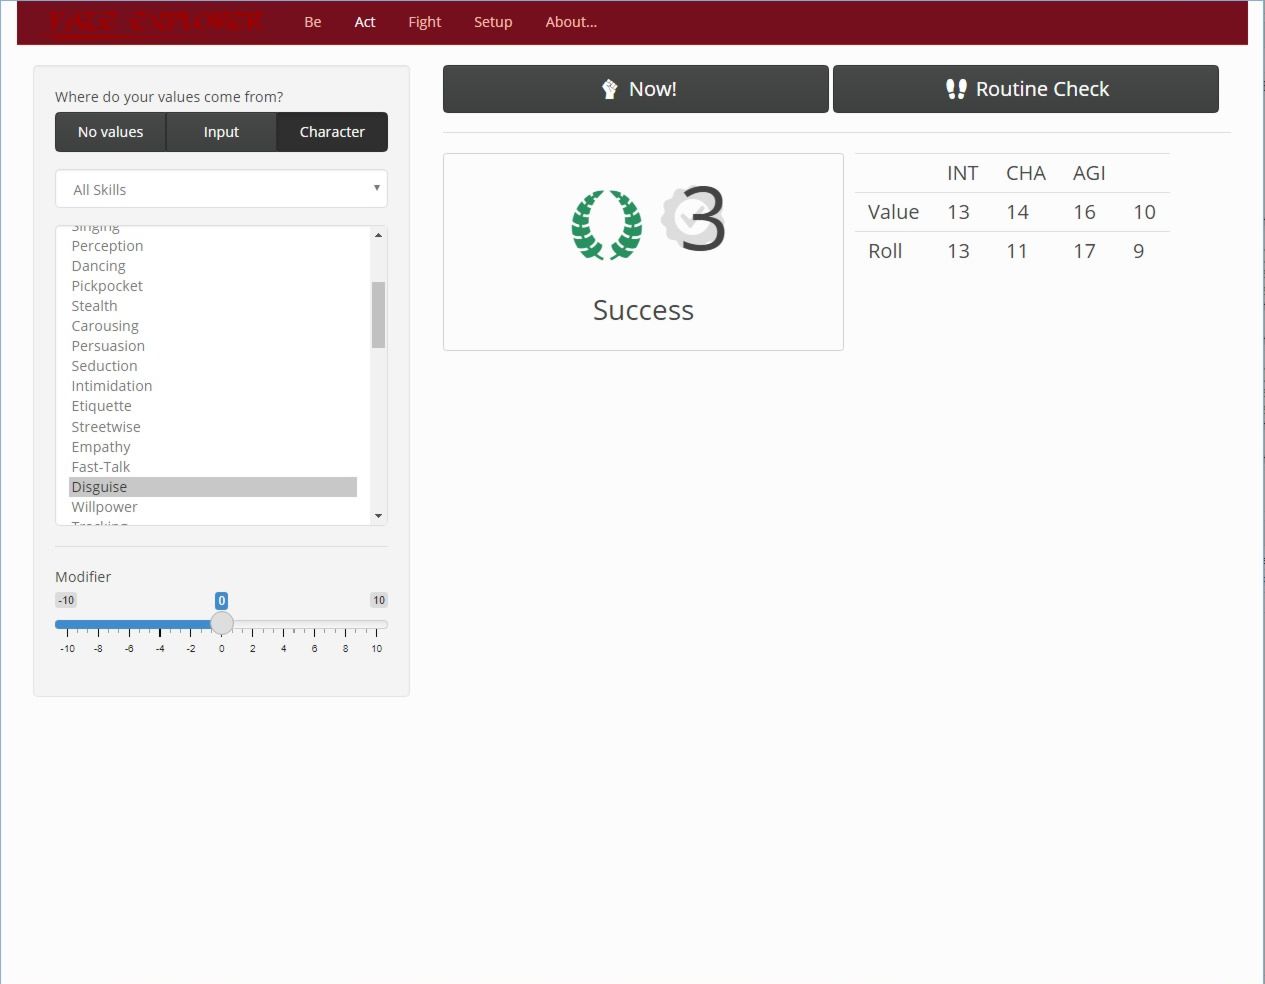 Be Act Fight Setup About...
Where do your values come from?
No values Input Character
All Skills
Singing
Perception
Dancing
Pickpocket
Stealth
Carousing
Persuasion
Seduction
Intimidation
Etiquette
Streetwise
Empathy
Fast-Talk
Disguise
Willpower
Tracking
Modifier
-10 0 10
-10 -8 -6 -4 -2 0 2 4 6 8 10
Now! Routine Check
3
Success
INT CHA AGI
Value 13 14 16 10
Roll 13 11 17 9